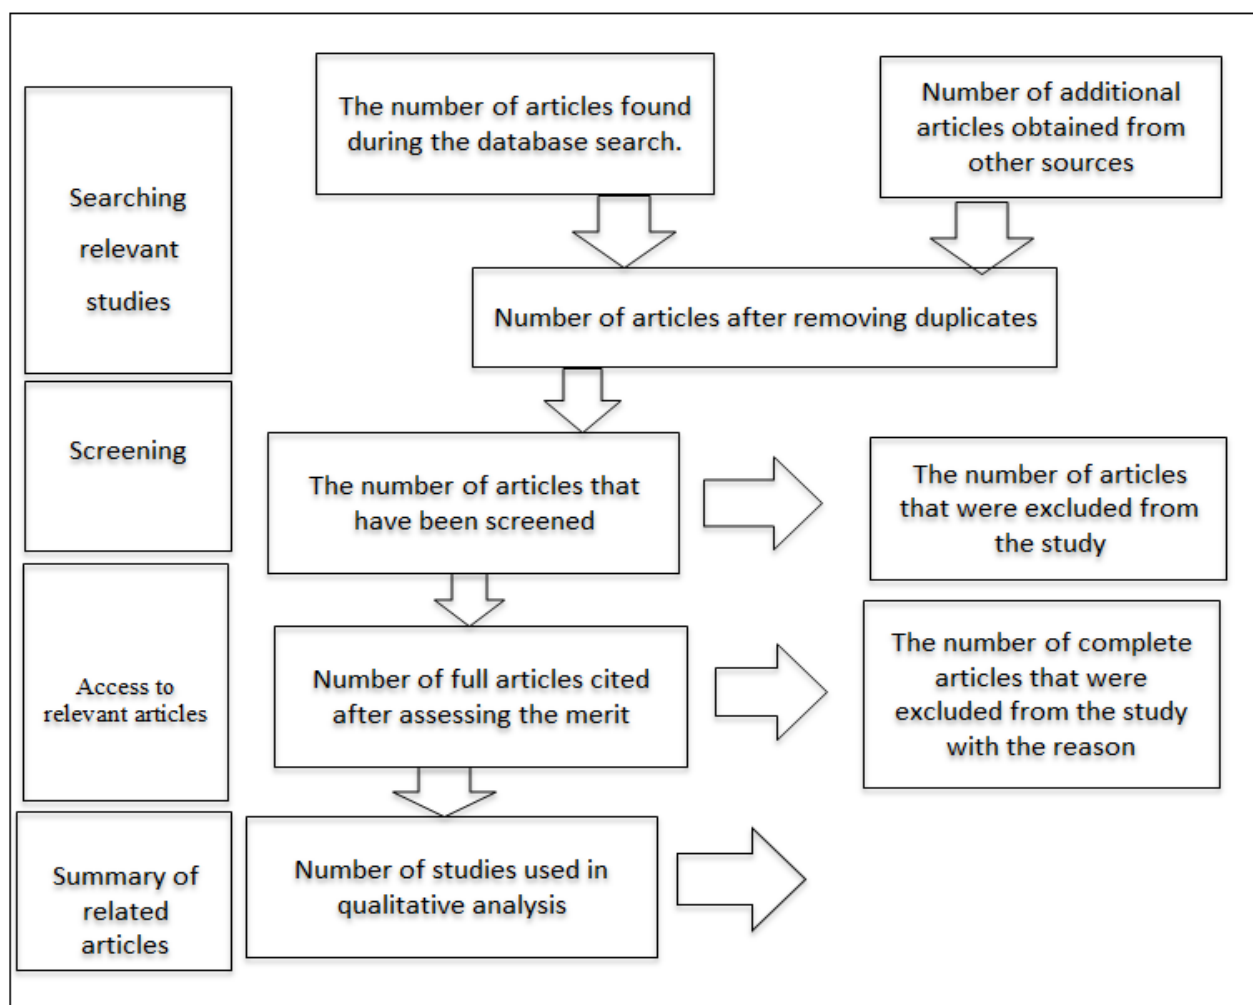 The number of articles found
during the database search.
Number of additional
articles obtained from
other sources
Searching
relevant
studies
Number of articles after removing duplicates
Screening
The number of articles that
have been screened
The number of articles
that were excluded from
the study
Access to
relevant articles
Number of full articles cited
after assessing the merit
The number of complete
articles that were
excluded from the study
with the reason
Summary of
related
articles
Number of studies used in
qualitative analysis